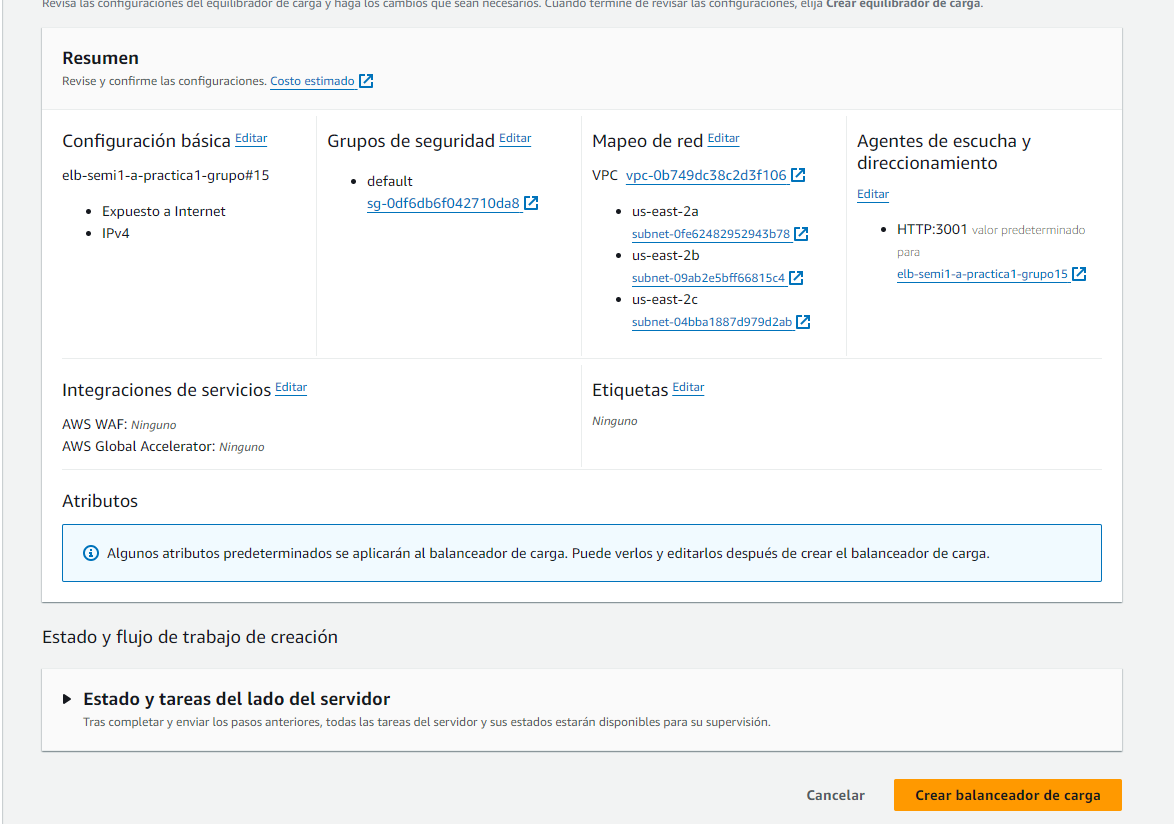 Revisa las configuraciones del equilibrador de carga y haga los cambios que sean necesarios. Cuando termine de revisar las configuraciones, elija Crear equilibrador de carga.
Resumen
Revise y confirme las configuraciones. Costo estimado
Configuración básica Editar
elb-semi1-a-practica1-grupo#15
Expuesto a Internet
IPv4
Grupos de seguridad Editar
default
sg-0df6db6f042710da8
Mapeo de red Editar
VPC vpc-0b749dc38c2d3f106
us-east-2a
subnet-0fe62482952943b78
us-east-2b
subnet-09ab2e5bff66815c4
us-east-2c
subnet-04bba1887d979d2ab
Agentes de escucha y
direccionamiento
Editar
HTTP:3001 valor predeterminado
para
elb-semi1-a-practica1-grupo15
Integraciones de servicios Editar
AWS WAF: Ninguno
AWS Global Accelerator: Ninguno
Etiquetas Editar
Ninguno
Atributos
Algunos atributos predeterminados se aplicarán al balanceador de carga. Puede verlos y editarlos después de crear el balanceador de carga.
Estado y flujo de trabajo de creación
Estado y tareas del lado del servidor
Tras completar y enviar los pasos anteriores, todas las tareas del servidor y sus estados estarán disponibles para su supervisión.
Cancelar
Crear balanceador de carga